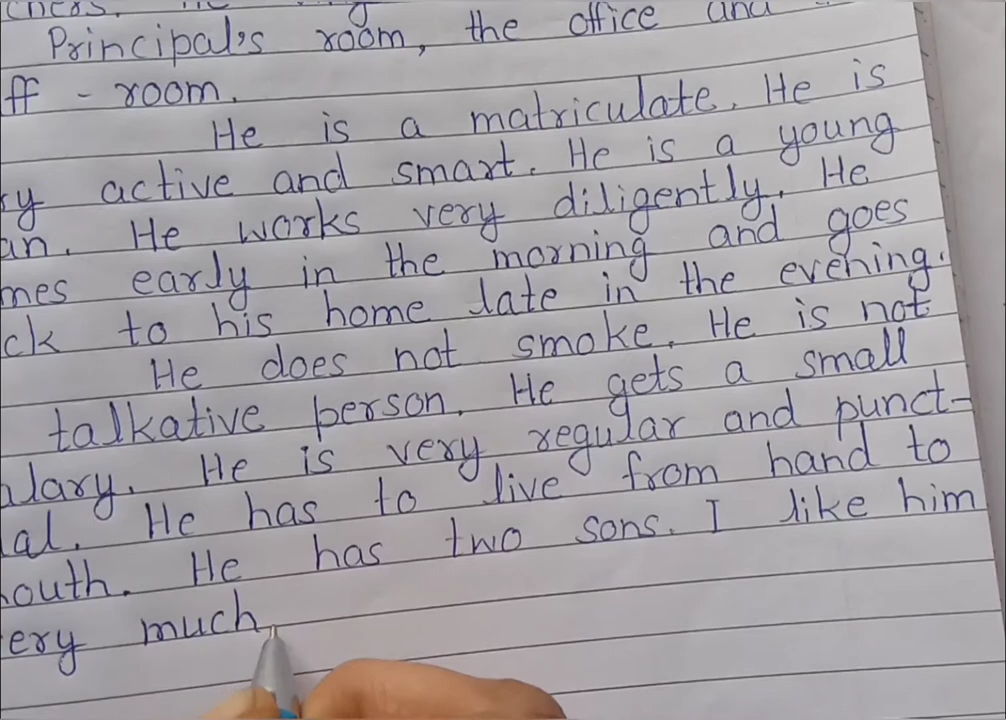 Principal's room, the office and
ff - room.
He is a matriculate. He is
ry active and smart. He is a young
an. He works very diligently. He
mes early in the morning and goes
ck to his home late in the evening.
He does not smoke. He is not
talkative person. He gets a small
alary. He is very regular and punct-
al. He has to live from hand to
outh. He has two sons. I like him
ery much.